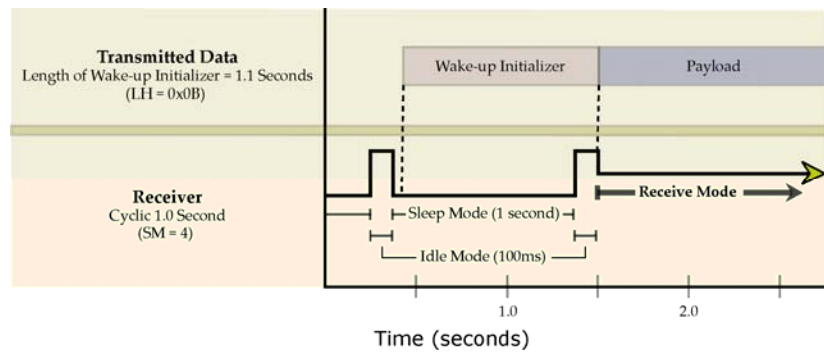 Transmitted Data
Length of Wake-up Initializer = 1.1 Seconds
(LH = 0x0B)
Wake-up Initializer
Payload
Receiver
Cyclic 1.0 Second
(SM = 4)
Receive Mode
Sleep Mode (1 second)
Idle Mode (100ms)
1.0
2.0
Time (seconds)